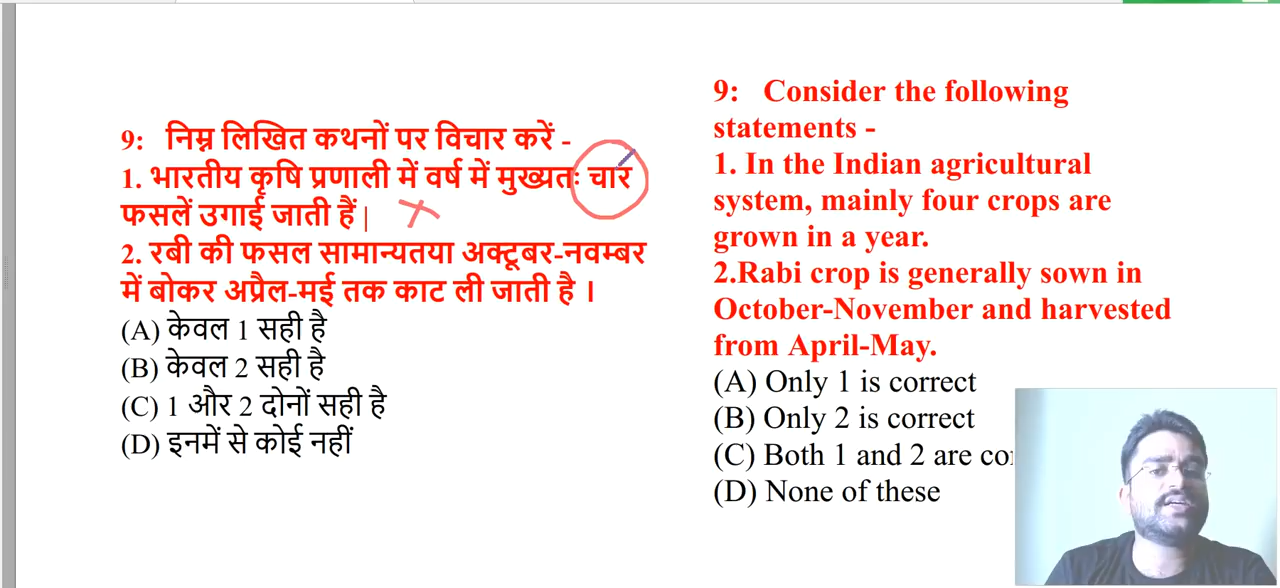 9: निम्न लिखित कथनों पर विचार करें -
1. भारतीय कृषि प्रणाली में वर्ष में मुख्यतः चार
फसलें उगाई जाती हैं|
2. रबी की फसल सामान्यतया अक्टूबर-नवम्बर
में बोकर अप्रैल-मई तक काट ली जाती है ।
(A) केवल 1 सही है
(B) केवल 2 सही है
(C) 1 और 2 दोनों सही है
(D) इनमें से कोई नहीं
9: Consider the following
statements -
1. In the Indian agricultural
system, mainly four crops are
grown in a year.
2.Rabi crop is generally sown in
October-November and harvested
from April-May.
(A) Only 1 is correct
(B) Only 2 is correct
(C) Both 1 and 2 are
(D) None of these